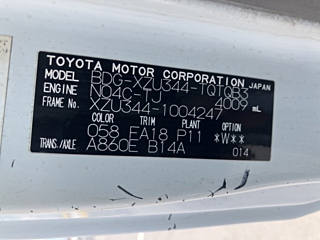 TOYOTA MOTOR CORPORATION JAPAN
MODEL BDG-XZU344-TQTQB3
ENGINE N04C-TJ 4009 mL
FRAME No. XZU344-1004247
COLOR TRIM PLANT OPTION
058 FA18 P11 *W**
TRANS/AXLE A860E B14A 014